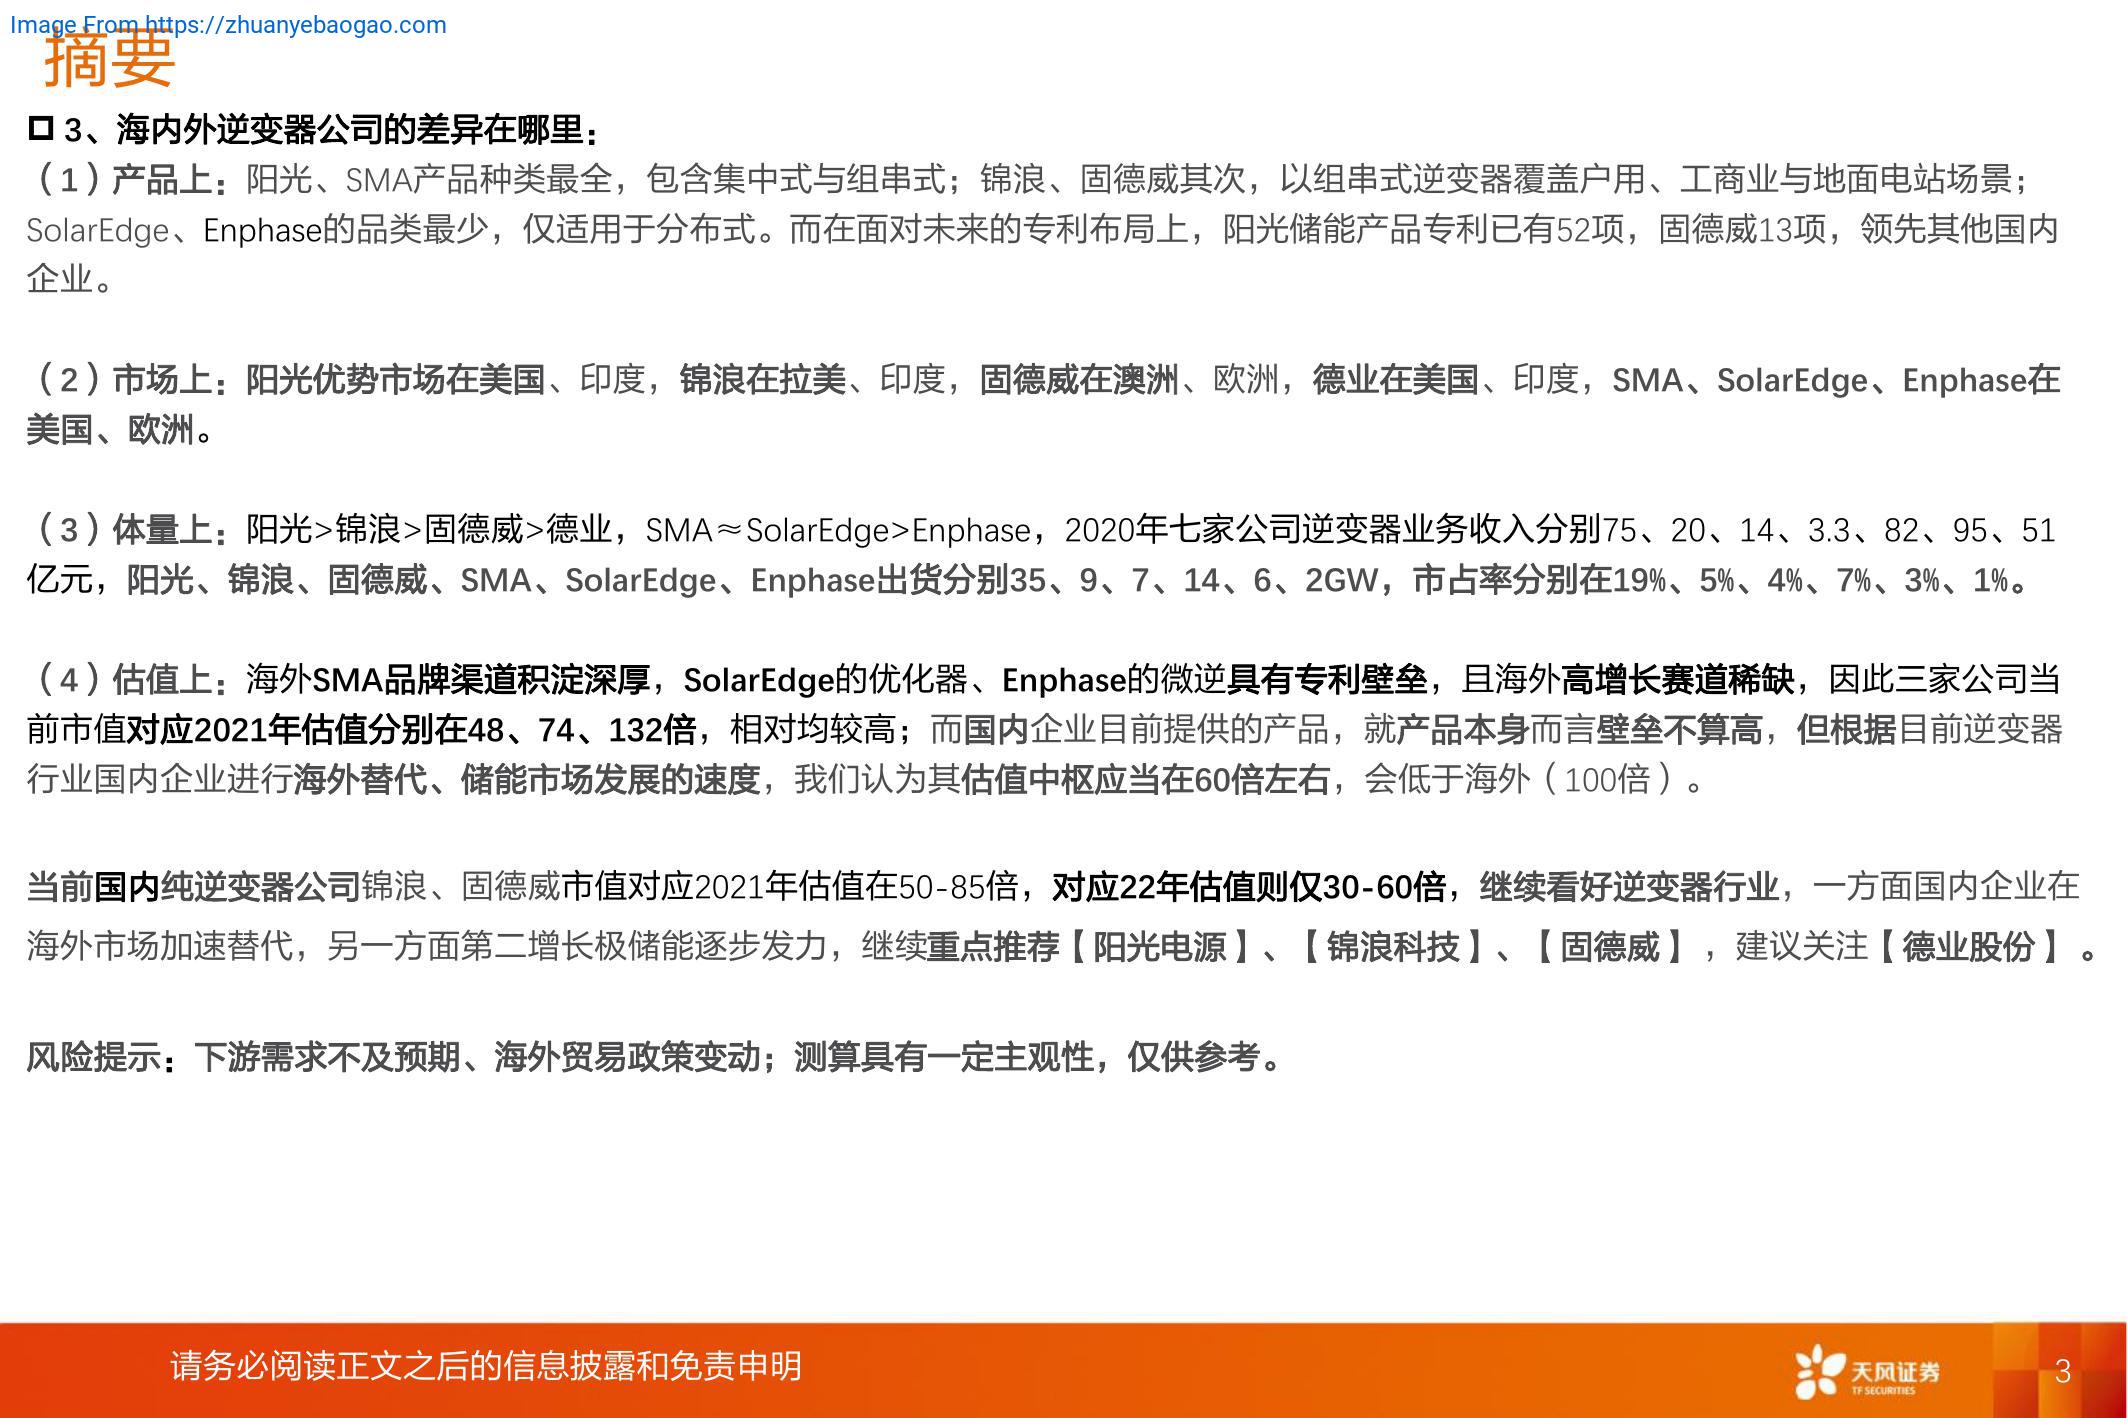 Image From https://zhuanyebaogao.com
摘要
3、海内外逆变器公司的差异在哪里：
（1）产品上：阳光、SMA产品种类最全，包含集中式与组串式；锦浪、固德威其次，以组串式逆变器覆盖户用、工商业与地面电站场景；
SolarEdge、Enphase的品类最少，仅适用于分布式。而在面对未来的专利布局上，阳光储能产品专利已有52项，固德威13项，领先其他国内
企业。
（2）市场上：阳光优势市场在美国、印度，锦浪在拉美、印度，固德威在澳洲、欧洲，德业在美国、印度，SMA、SolarEdge、Enphase在
美国、欧洲。
（3）体量上：阳光>锦浪>固德威>德业，SMA≈SolarEdge>Enphase，2020年七家公司逆变器业务收入分别75、20、14、3.3、82、95、51
亿元，阳光、锦浪、固德威、SMA、SolarEdge、Enphase出货分别35、9、7、14、6、2GW，市占率分别在19%、5%、4%、7%、3%、1%。
（4）估值上：海外SMA品牌渠道积淀深厚，SolarEdge的优化器、Enphase的微逆具有专利壁垒，且海外高增长赛道稀缺，因此三家公司当
前市值对应2021年估值分别在48、74、132倍，相对均较高；而国内企业目前提供的产品，就产品本身而言壁垒不算高，但根据目前逆变器
行业国内企业进行海外替代、储能市场发展的速度，我们认为其估值中枢应当在60倍左右，会低于海外（100倍）。
当前国内纯逆变器公司锦浪、固德威市值对应2021年估值在50-85倍，对应22年估值则仅30-60倍，继续看好逆变器行业，一方面国内企业在
海外市场加速替代，另一方面第二增长极储能逐步发力，继续重点推荐【阳光电源】、【锦浪科技】、【固德威】，建议关注【德业股份】。
风险提示：下游需求不及预期、海外贸易政策变动；测算具有一定主观性，仅供参考。
请务必阅读正文之后的信息披露和免责申明
天风证券
TF SECURITIES
3